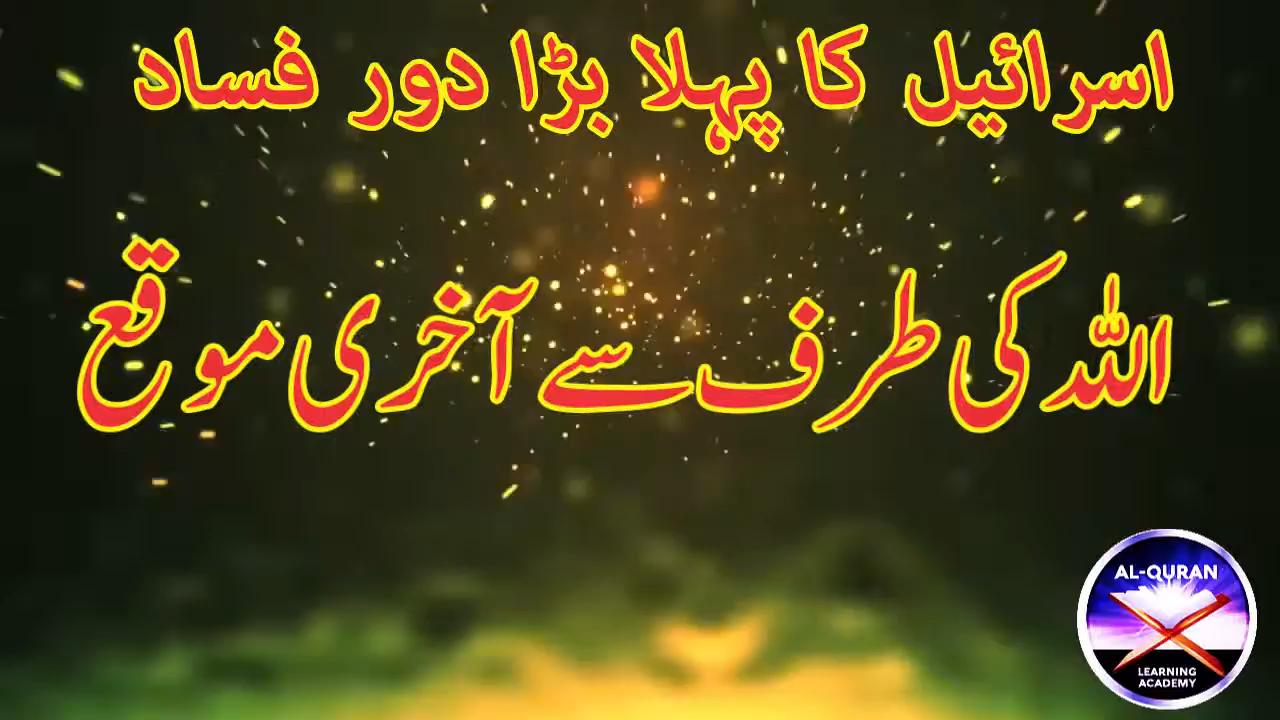 اسرائیل کا پہلا بڑا دور فساد
اللہ کی طرف سے آخری موقع
AL-QURAN
LEARNING
ACADEMY